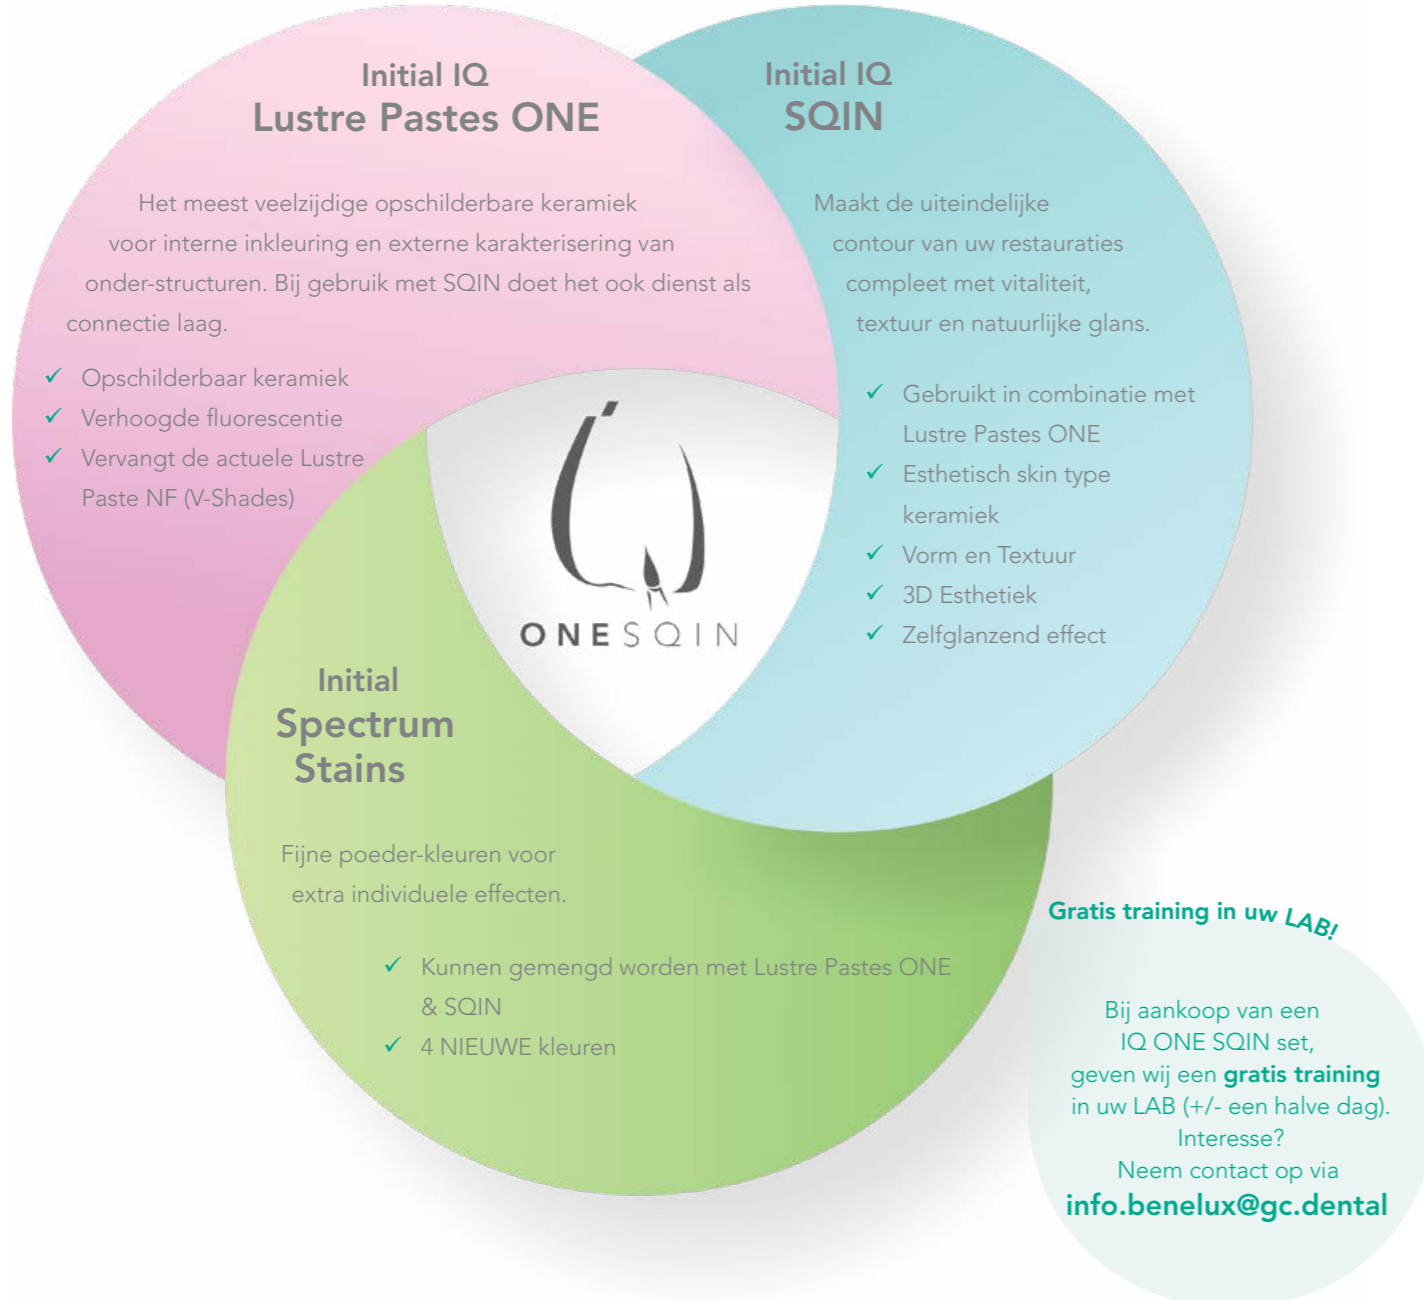 Initial IQ
Lustre Pastes ONE
Het meest veelzijdige opschilderbare keramiek
voor interne inkleuring en externe karakterisering van
onder-structuren. Bij gebruik met SQIN doet het ook dienst als
connectie laag.
✓ Opschilderbaar keramiek
✓ Verhoogde fluorescentie
✓ Vervangt de actuele Lustre
Paste NF (V-Shades)
Initial IQ
SQIN
Maakt de uiteindelijke
contour van uw restauraties
compleet met vitaliteit,
textuur en natuurlijke glans.
✓ Gebruikt in combinatie met
Lustre Pastes ONE
✓ Esthetisch skin type
keramiek
✓ Vorm en Textuur
✓ 3D Esthetiek
✓ Zelfglanzend effect
ONESQIN
Initial
Spectrum
Stains
Fijne poeder-kleuren voor
extra individuele effecten.
✓ Kunnen gemengd worden met Lustre Pastes ONE
& SQIN
✓ 4 NIEUWE kleuren
Gratis training in uw LAB!
Bij aankoop van een
IQ ONE SQIN set,
geven wij een gratis training
in uw LAB (+/- een halve dag).
Interesse?
Neem contact op via
info.benelux@gc.dental